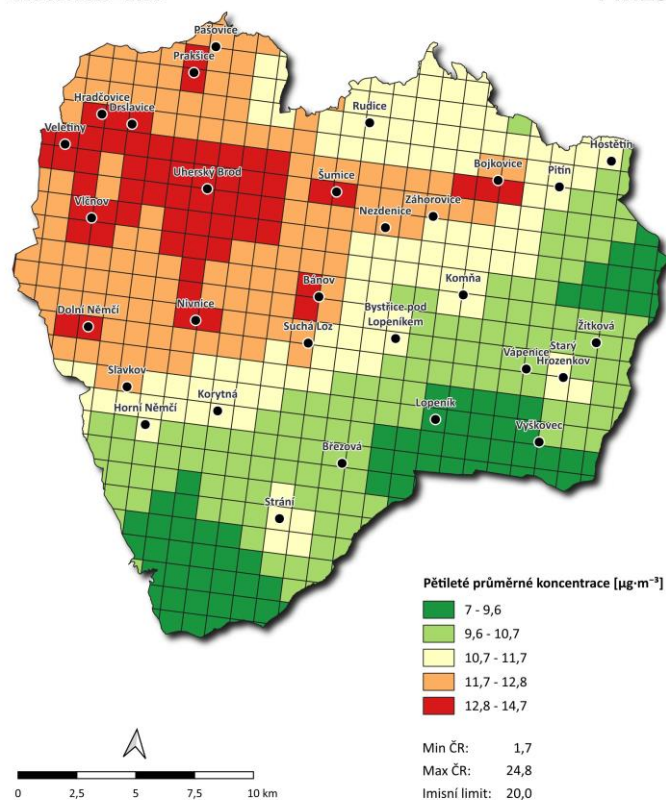 Pašovice
Prakšice
Hradčovice
Drslavice
Veletiny
Rudice
Hostětín
Uherský Brod
Šumice
Bojkovice
Pitín
Vlčnov
Záhorovice
Nezdenice
Bánov
Komňa
Dolní Němčí
Nivnice
Bystřice pod
Lopeníkem
Suchá Loz
Žítková
Starý
Hrozenkov
Vápenice
Slavkov
Korytná
Horní Němčí
Lopeník
Vyškovec
Březová
Strání
Pětileté průměrné koncentrace [µg·m⁻³]
7 - 9,6
9,6 - 10,7
10,7 - 11,7
11,7 - 12,8
12,8 - 14,7
Min ČR: 1,7
Max ČR: 24,8
Imisní limit: 20,0
0 2,5 5 7,5 10 km